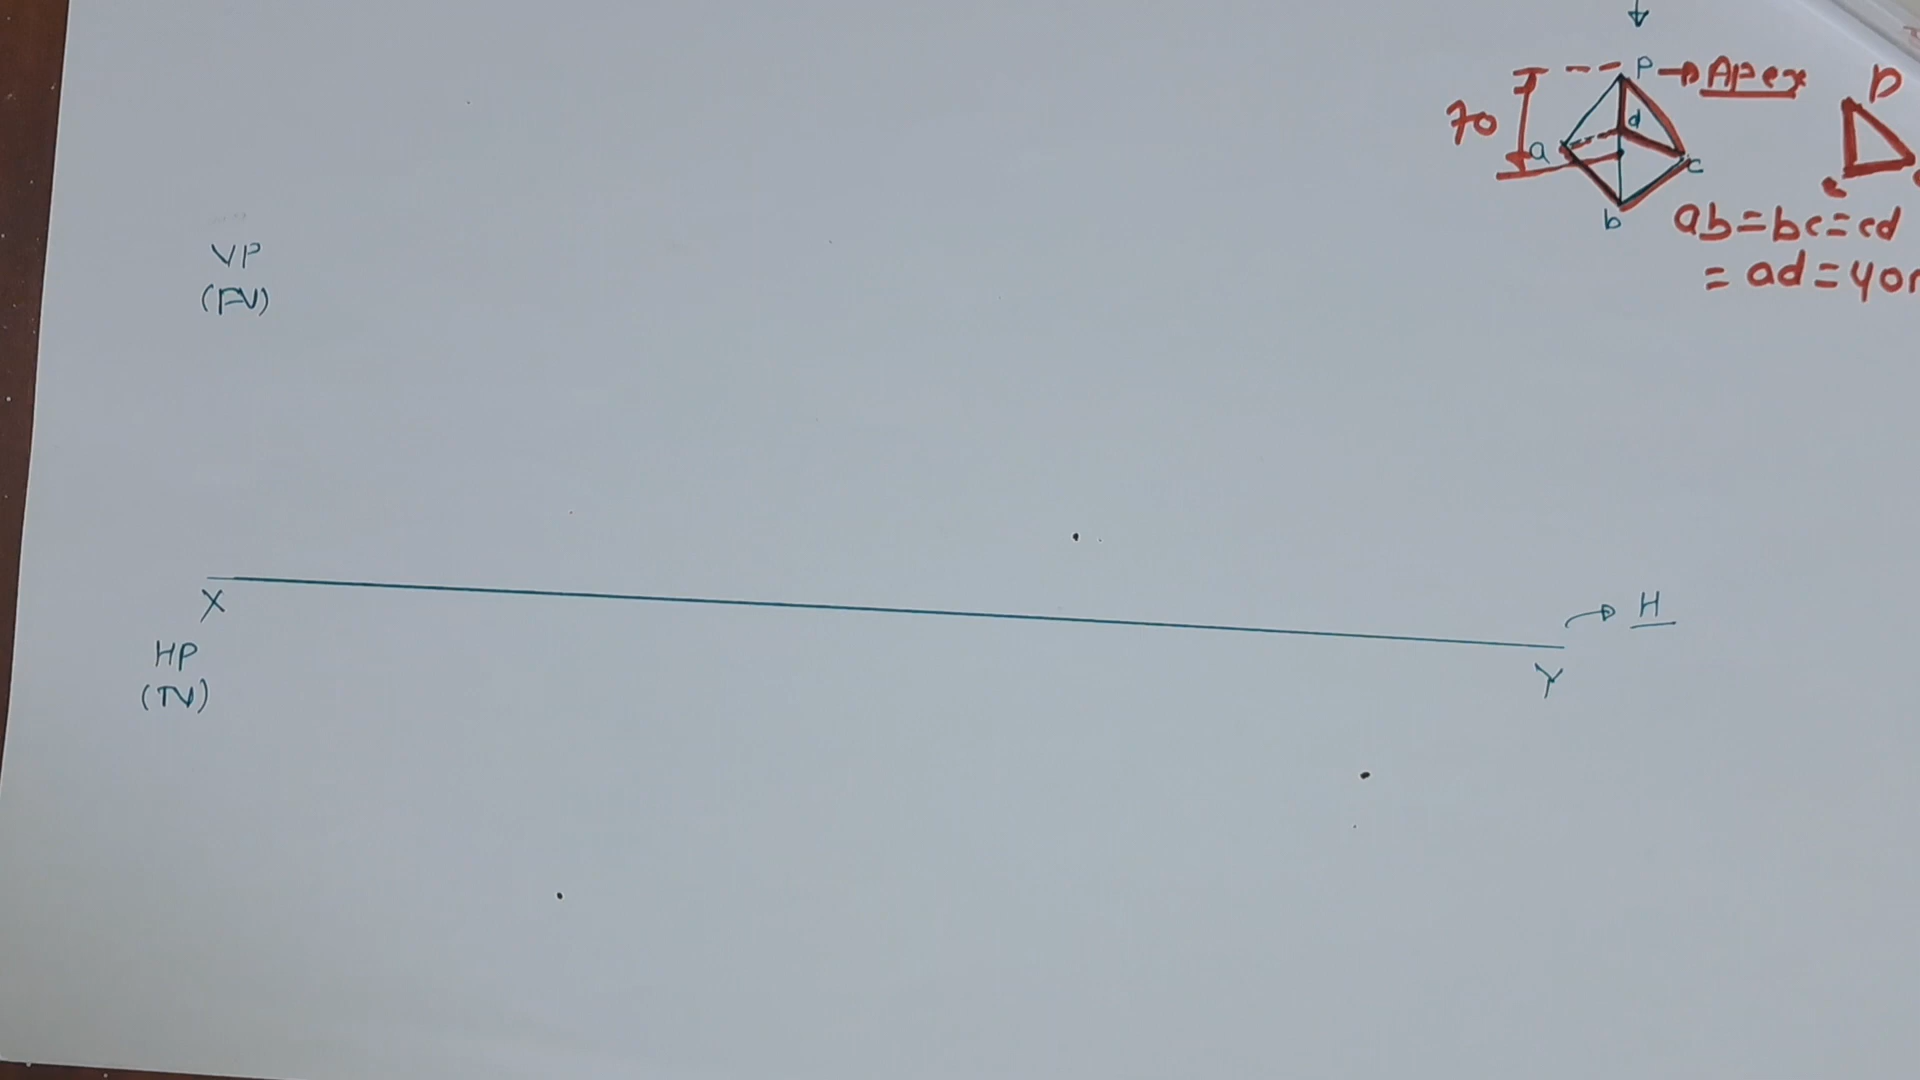 P → Apex
70
d
a
c
b
P
ab = bc = cd
= ad = 40
VP
(FV)
X
HP
(TV)
H
Y